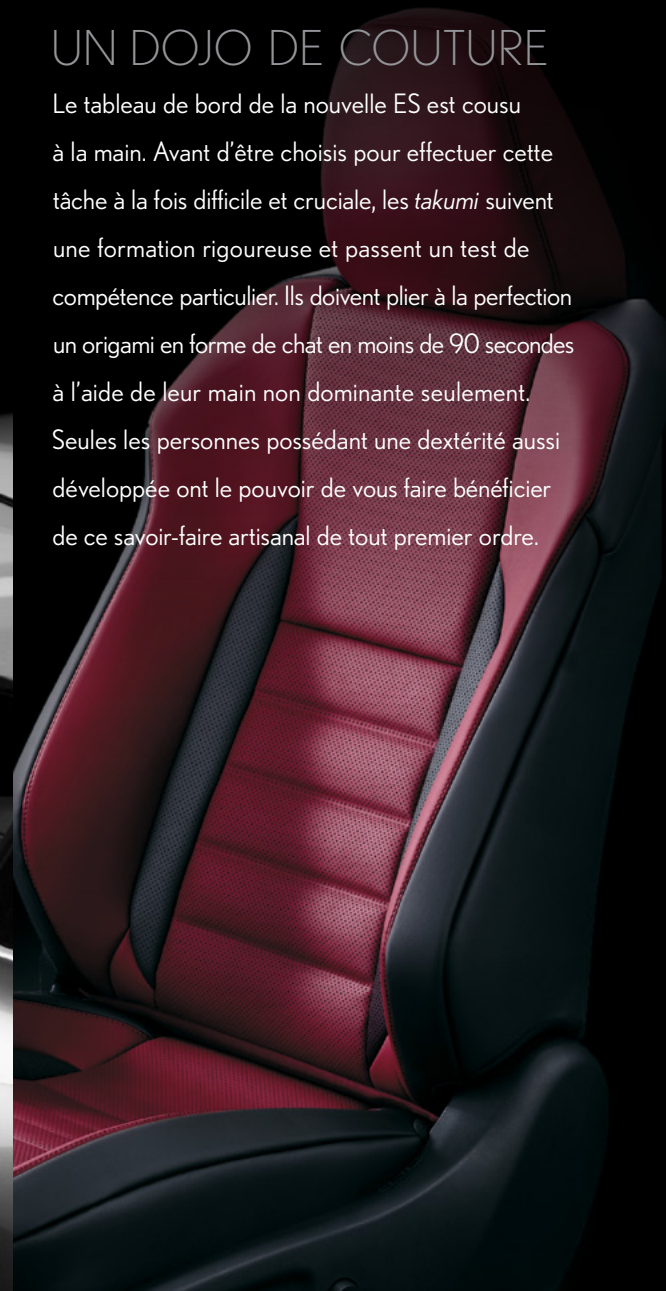 UN DOJO DE COUTURE
Le tableau de bord de la nouvelle ES est cousu
à la main. Avant d'être choisis pour effectuer cette
tâche à la fois difficile et cruciale, les takumi suivent
une formation rigoureuse et passent un test de
compétence particulier. Ils doivent plier à la perfection
un origami en forme de chat en moins de 90 secondes
à l'aide de leur main non dominante seulement.
Seules les personnes possédant une dextérité aussi
développée ont le pouvoir de vous faire bénéficier
de ce savoir-faire artisanal de tout premier ordre.